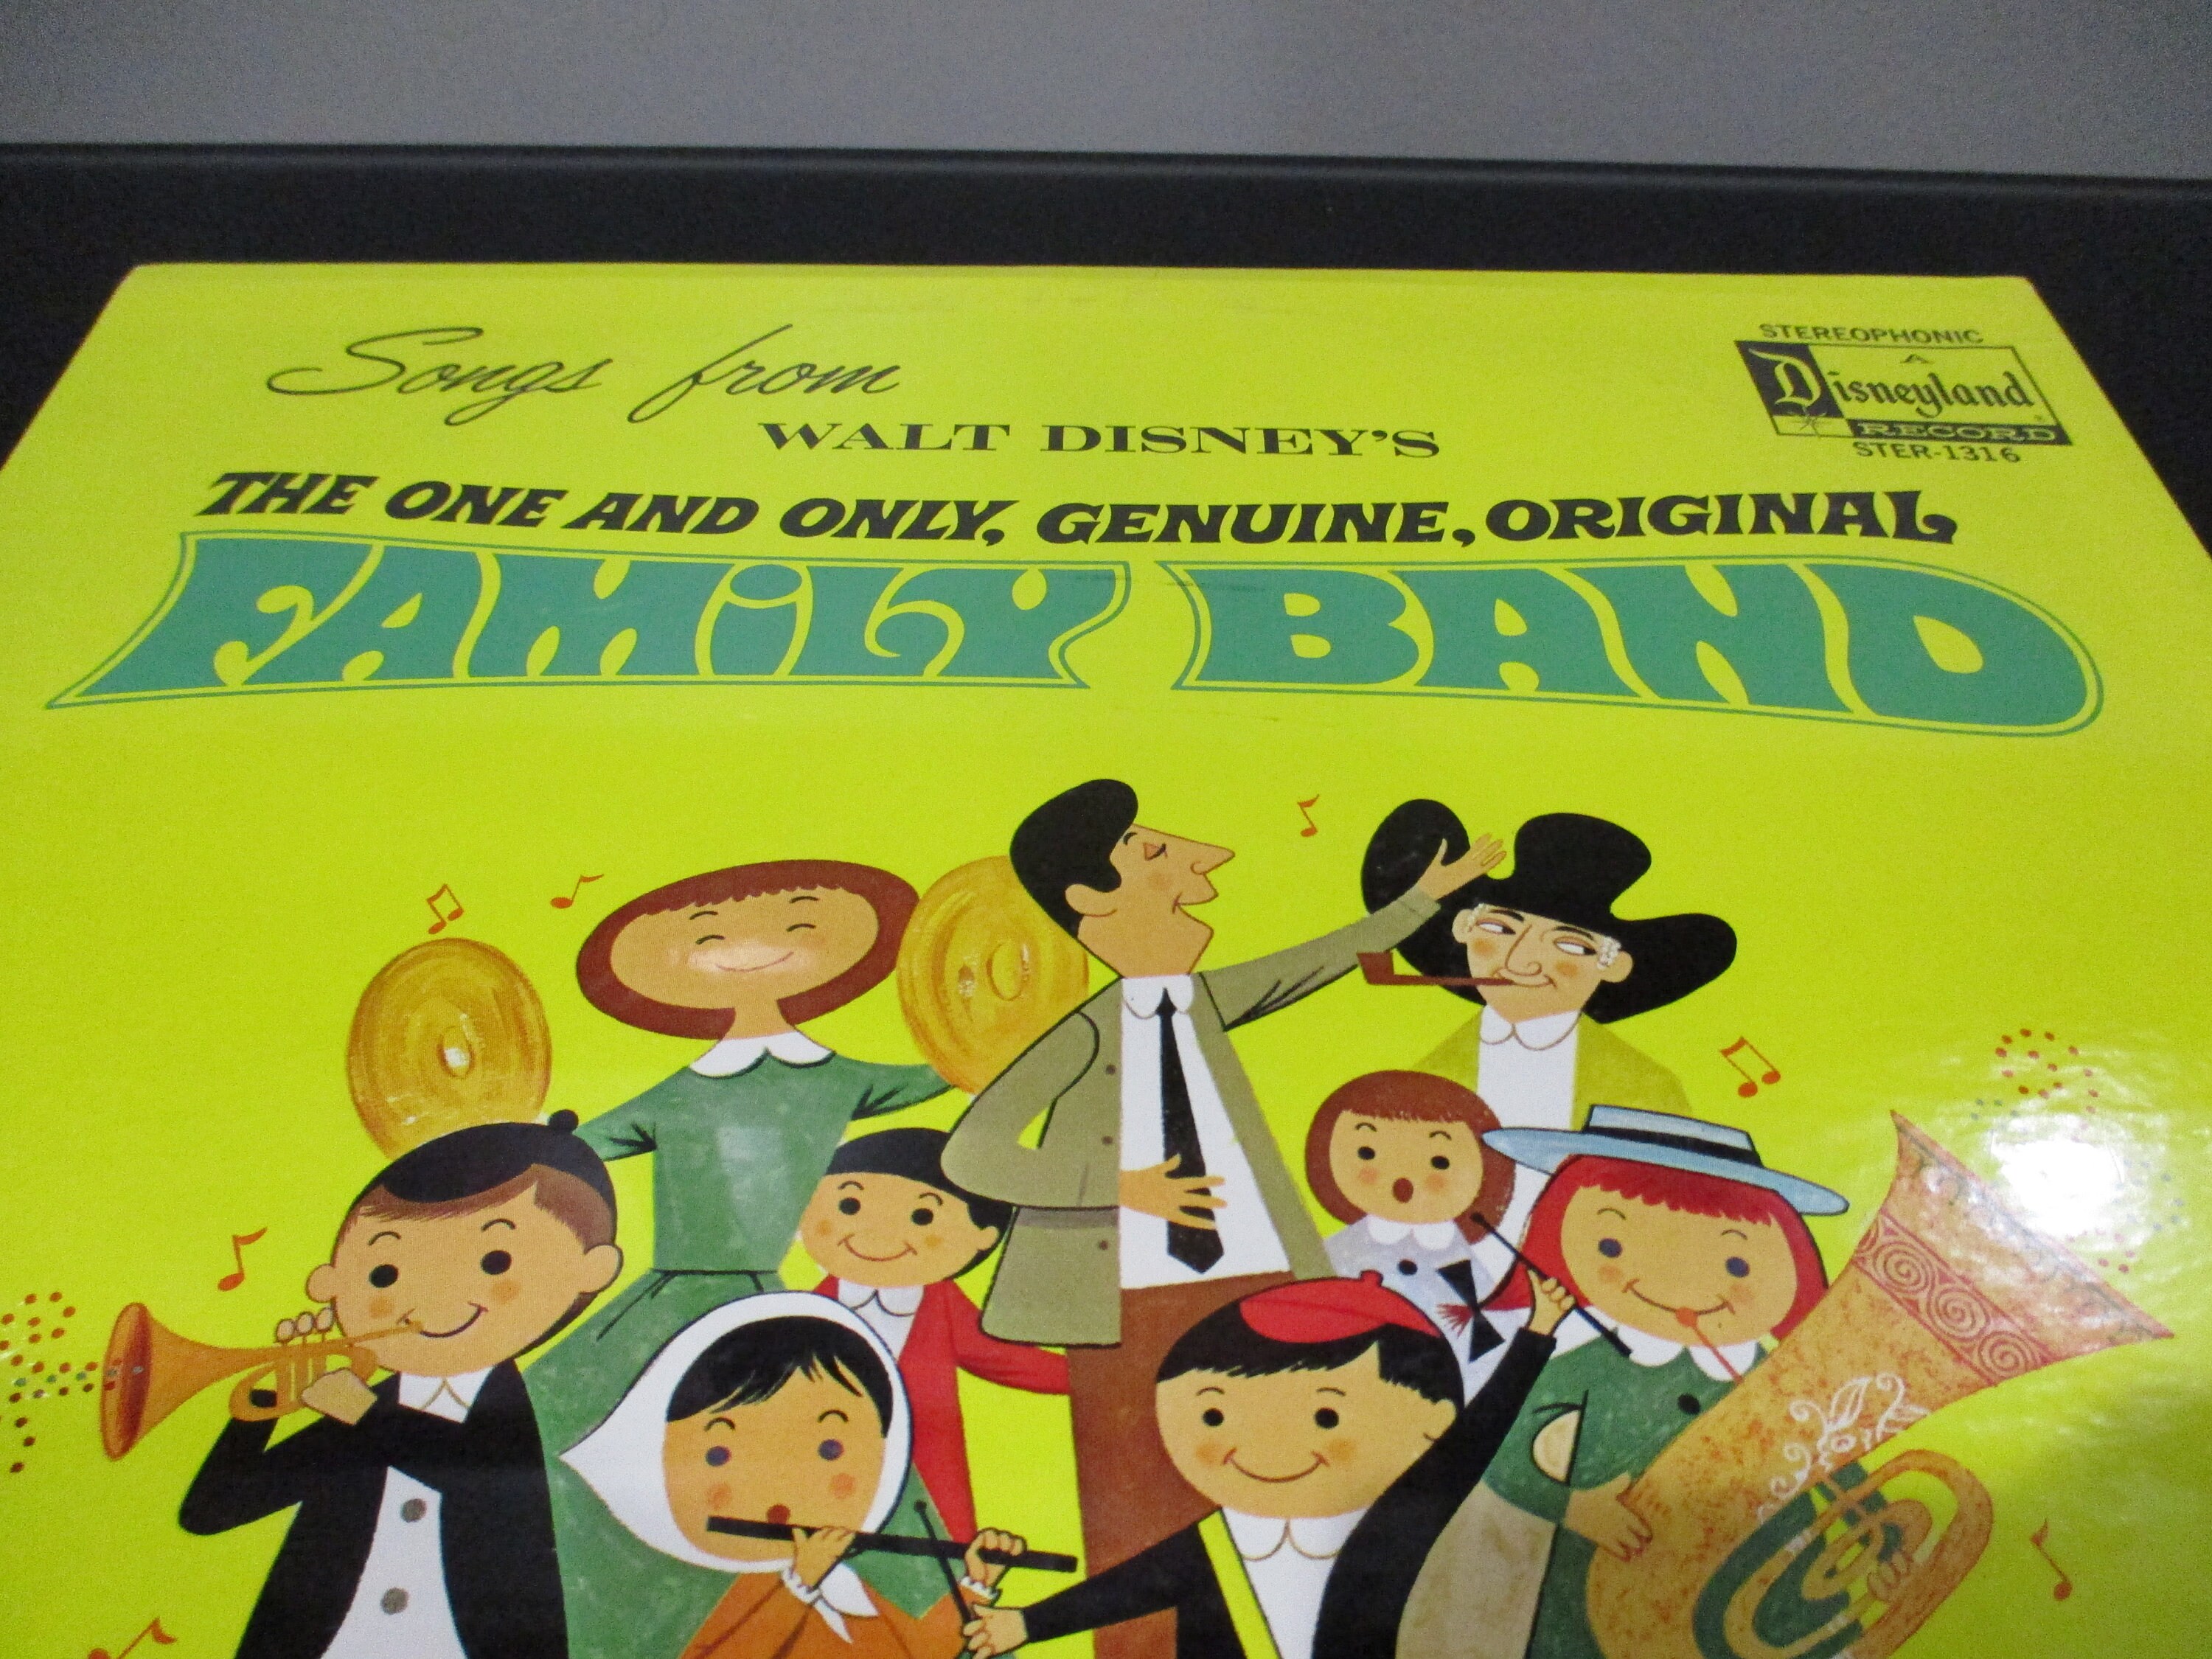 Songs from
WALT DISNEY'S
THE ONE AND ONLY, GENUINE, ORIGINAL
FAMiLY BAND
STEREOPHONIC
A
Disneyland
RECORD
STER-1316